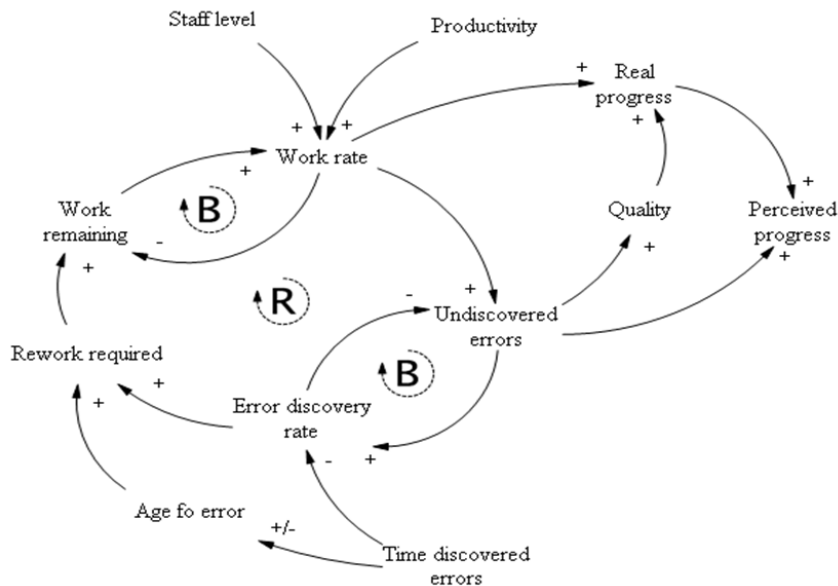 Staff level
Productivity
+
Real
progress
+
+
+
Work rate
+
+
Work
remaining
B
-
Quality
+
Perceived
progress
+
+
R
+
-
Undiscovered
errors
Rework required
+
B
+
Error discovery
rate
-
+
Age fo error
+/-
Time discovered
errors